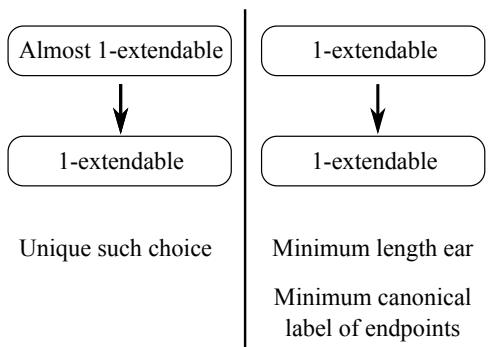 Almost 1-extendable
1-extendable
Unique such choice
1-extendable
1-extendable
Minimum length ear
Minimum canonical
label of endpoints